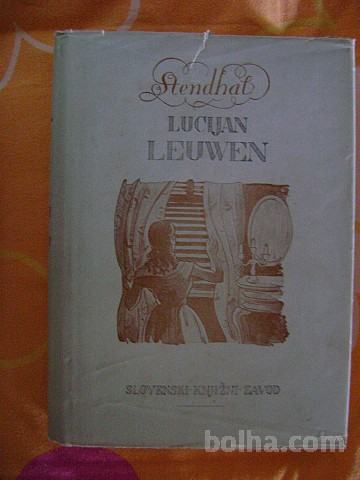 Stendhal
LUCIJAN
LEUWEN
SLOVENSKI KNJIŽNI ZAVOD
bolha.com